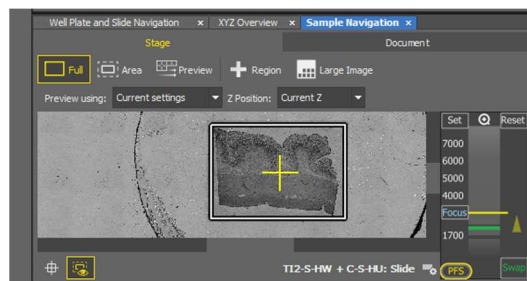 Well Plate and Slide Navigation × XYZ Overview × Sample Navigation ×
Stage Document
Full Area Preview Region Large Image
Preview using: Current settings Z Position: Current Z
Set Reset
7000
6000
5000
4000
Focus
1700
TI2-S-HW + C-S-HU: Slide PFS Swap